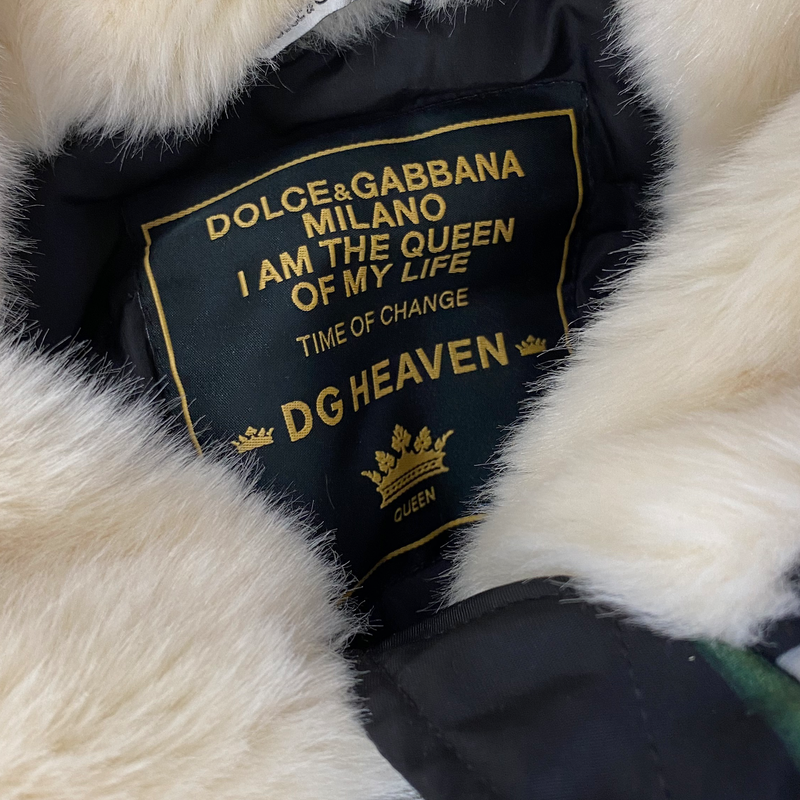 DOLCE&GABBANA
MILANO
I AM THE QUEEN
OF MY LIFE
TIME OF CHANGE
DG HEAVEN
QUEEN